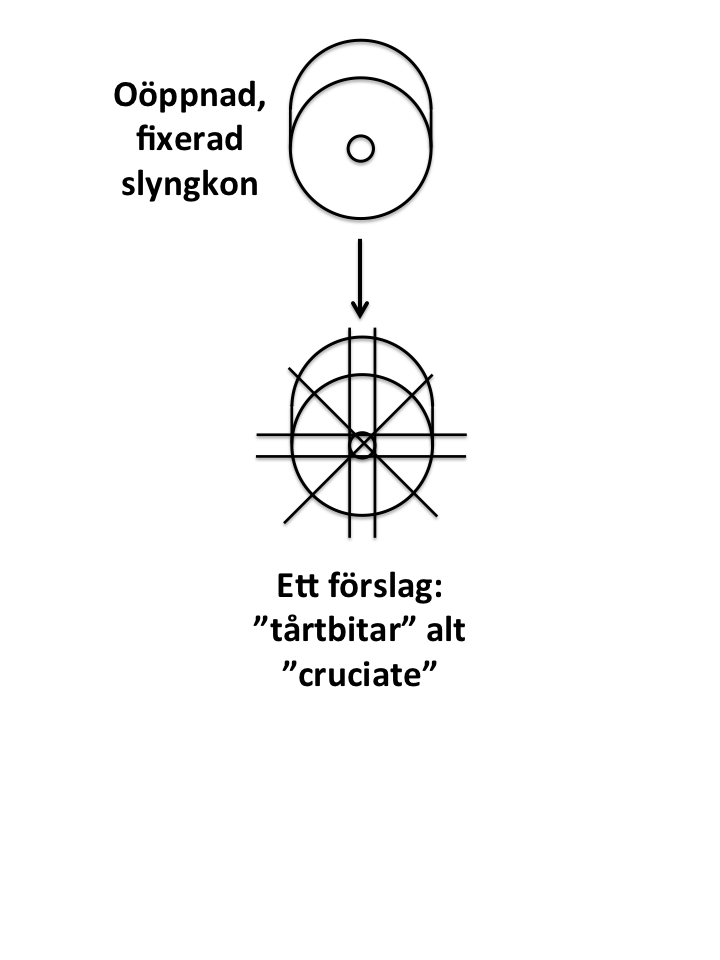 Oöppnad,
fixerad
slyngkon
Ett förslag:
”tårtbitar” alt
”cruciate”